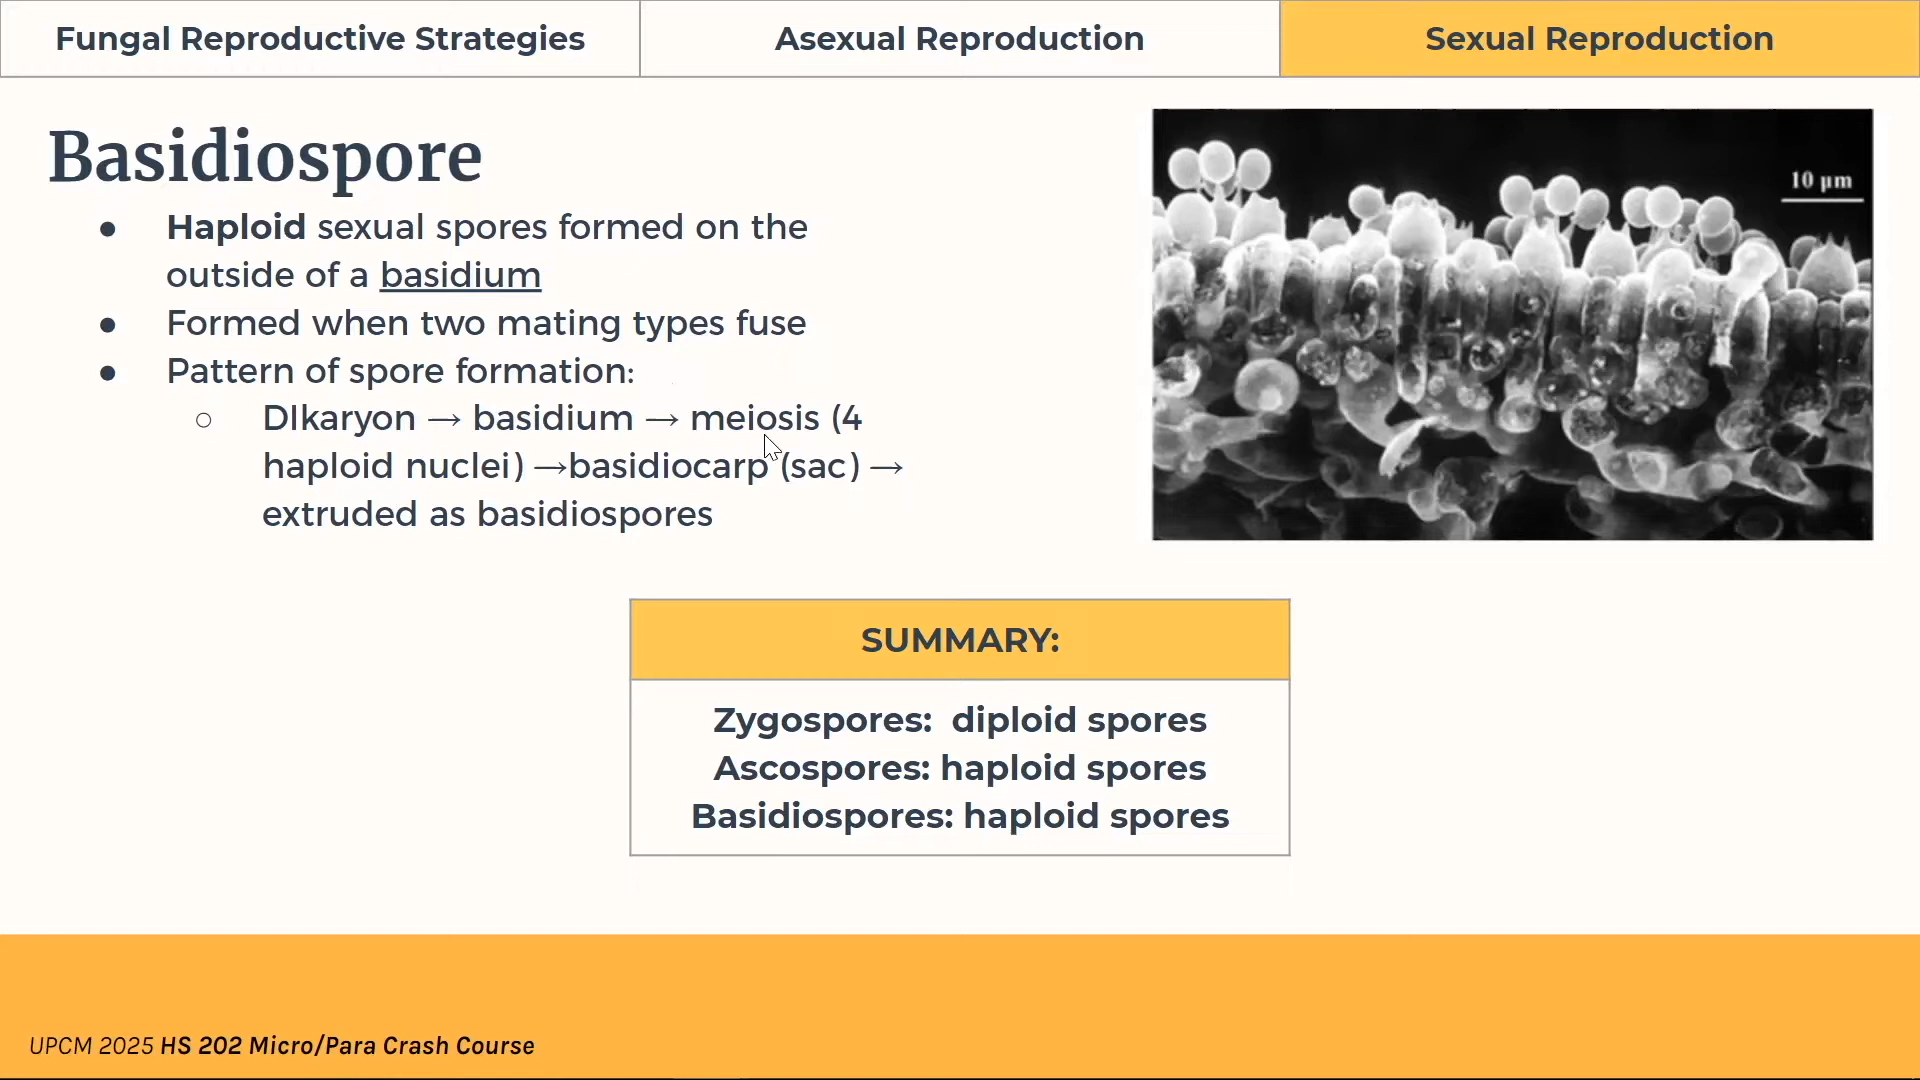 Fungal Reproductive Strategies
Asexual Reproduction
Sexual Reproduction
Basidiospore
● Haploid sexual spores formed on the
outside of a basidium
● Formed when two mating types fuse
● Pattern of spore formation:
○ DIkaryon → basidium → meiosis (4
haploid nuclei) →basidiocarp (sac) →
extruded as basidiospores
10 µm
SUMMARY:
Zygospores: diploid spores
Ascospores: haploid spores
Basidiospores: haploid spores
UPCM 2025 HS 202 Micro/Para Crash Course